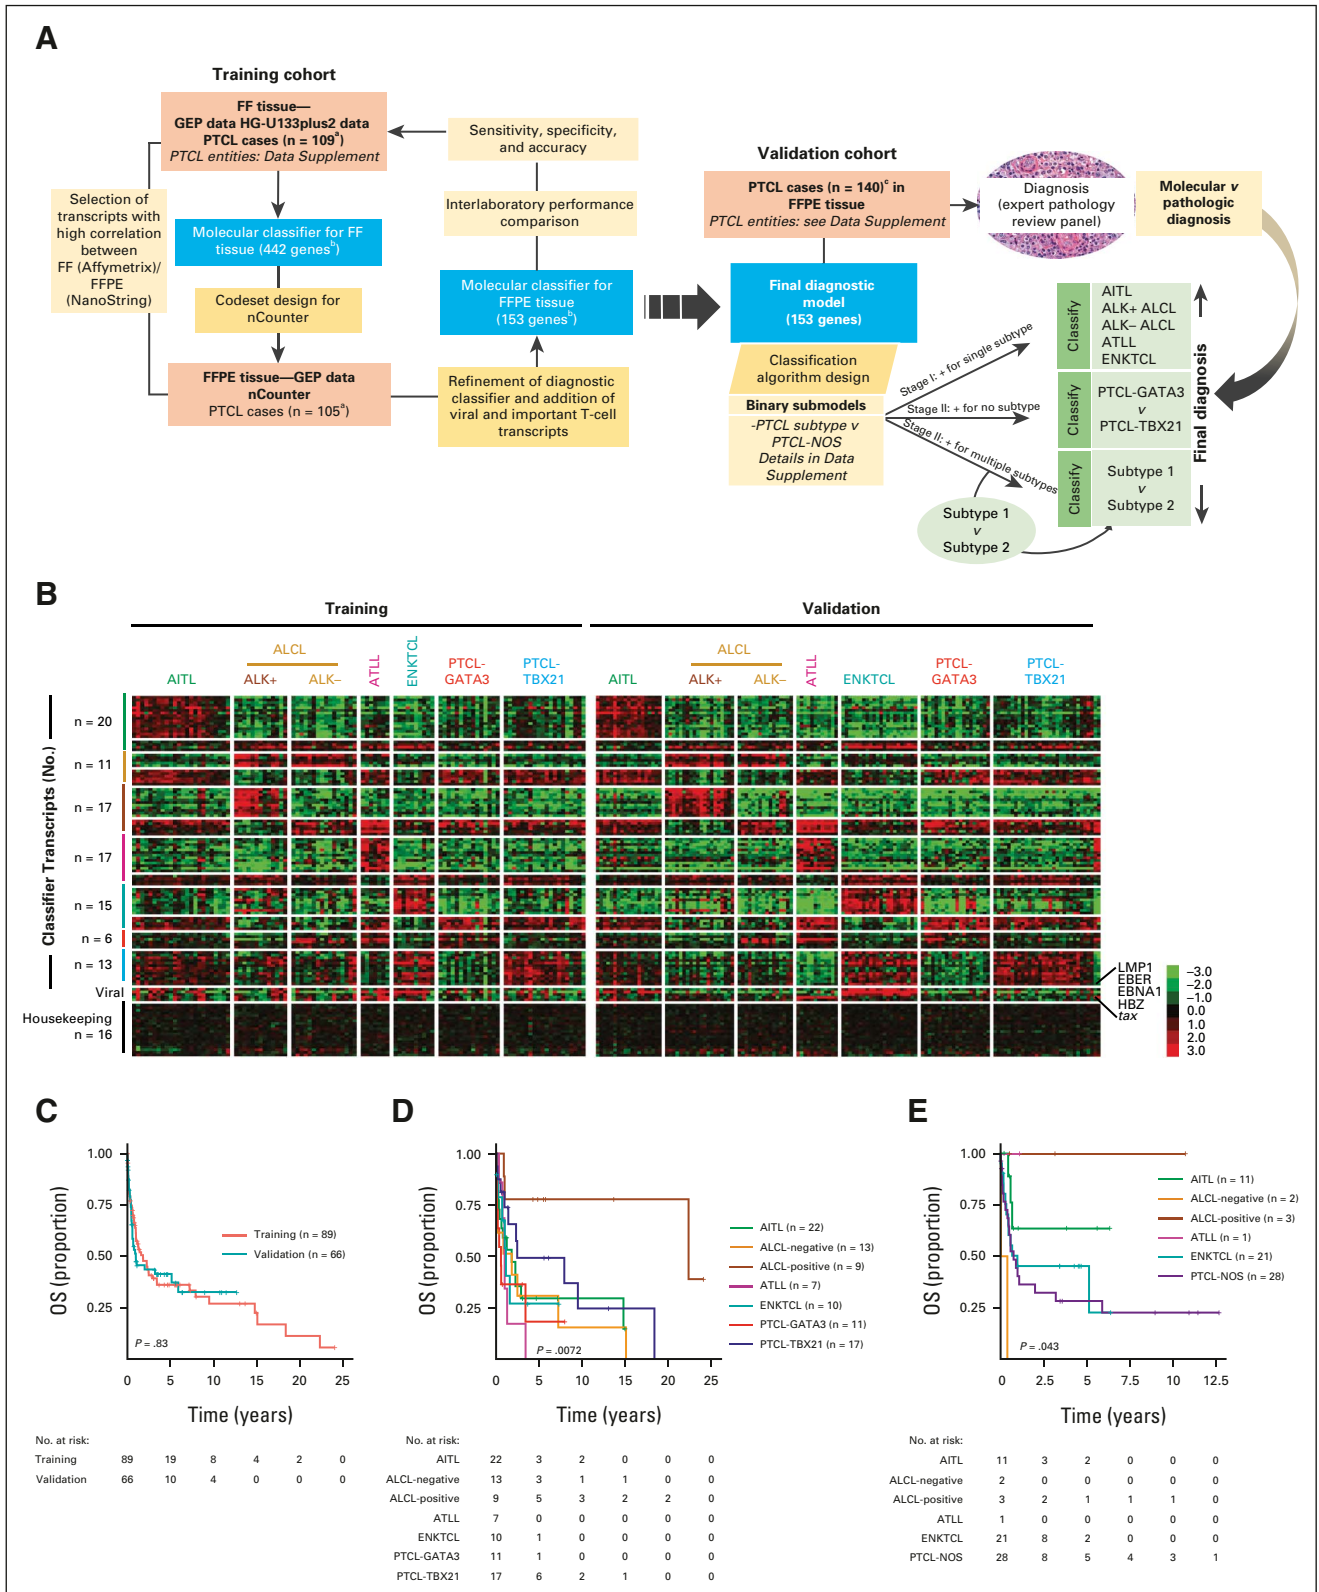 A
Training cohort
FF tissue—
GEP data HG-U133plus2 data
PTCL cases (n = 109a)
PTCL entities: Data Supplement
Selection of
transcripts with
high correlation
between
FF (Affymetrix)/
FFPE
(NanoString)
Molecular classifier for FF
tissue (442 genesb)
Codeset design for
nCounter
FFPE tissue—GEP data
nCounter
PTCL cases (n = 105a)
Sensitivity, specificity,
and accuracy
Interlaboratory performance
comparison
Molecular classifier for
FFPE tissue
(153 genesb)
Refinement of diagnostic
classifier and addition of
viral and important T-cell
transcripts
Validation cohort
PTCL cases (n = 140)c in
FFPE tissue
PTCL entities: see Data Supplement
Diagnosis
(expert pathology
review panel)
Molecular v
pathologic
diagnosis
Final diagnostic
model
(153 genes)
Classification
algorithm design
Binary submodels
-PTCL subtype v
PTCL-NOS
Details in Data
Supplement
Stage I: + for single subtype
Stage II: + for no subtype
Stage II: + for multiple subtypes
Subtype 1
v
Subtype 2
Classify
AITL
ALK+ ALCL
ALK– ALCL
ATLL
ENKTCL
Classify
PTCL-GATA3
v
PTCL-TBX21
Classify
Subtype 1
v
Subtype 2
Final diagnosis
B
Training
Validation
AITL
ALCL
ALK+
ALK–
ATLL
ENKTCL
PTCL-
GATA3
PTCL-
TBX21
AITL
ALCL
ALK+
ALK–
ATLL
ENKTCL
PTCL-
GATA3
PTCL-
TBX21
Classifier Transcripts (No.)
n = 20
n = 11
n = 17
n = 17
n = 15
n = 6
n = 13
Viral
Housekeeping
n = 16
LMP1
EBER
EBNA1
HBZ
tax
–3.0
–2.0
–1.0
0.0
1.0
2.0
3.0
C
OS (proportion)
1.00
0.75
0.50
0.25
Training (n = 89)
Validation (n = 66)
P = .83
0 5 10 15 20 25
Time (years)
No. at risk:
Training 89 19 8 4 2 0
Validation 66 10 4 0 0 0
D
OS (proportion)
1.00
0.75
0.50
0.25
AITL (n = 22)
ALCL-negative (n = 13)
ALCL-positive (n = 9)
ATLL (n = 7)
ENKTCL (n = 10)
PTCL-GATA3 (n = 11)
PTCL-TBX21 (n = 17)
P = .0072
0 5 10 15 20 25
Time (years)
No. at risk:
AITL 22 3 2 0 0 0
ALCL-negative 13 3 1 1 0 0
ALCL-positive 9 5 3 2 2 0
ATLL 7 0 0 0 0 0
ENKTCL 10 1 0 0 0 0
PTCL-GATA3 11 1 0 0 0 0
PTCL-TBX21 17 6 2 1 0 0
E
OS (proportion)
1.00
0.75
0.50
0.25
AITL (n = 11)
ALCL-negative (n = 2)
ALCL-positive (n = 3)
ATLL (n = 1)
ENKTCL (n = 21)
PTCL-NOS (n = 28)
P = .043
0 2.5 5 7.5 10 12.5
Time (years)
No. at risk:
AITL 11 3 2 0 0 0
ALCL-negative 2 0 0 0 0 0
ALCL-positive 3 2 1 1 1 0
ATLL 1 0 0 0 0 0
ENKTCL 21 8 2 0 0 0
PTCL-NOS 28 8 5 4 3 1